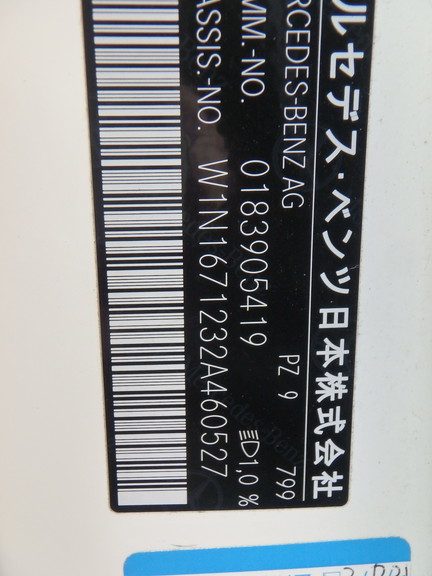 ルセデス・ベンツ日本株式会社
RCEDES-BENZ AG PZ 9 799
MM.-NO. 0183905419 1,0 %
ASSIS.-NO. W1N1671232A460527